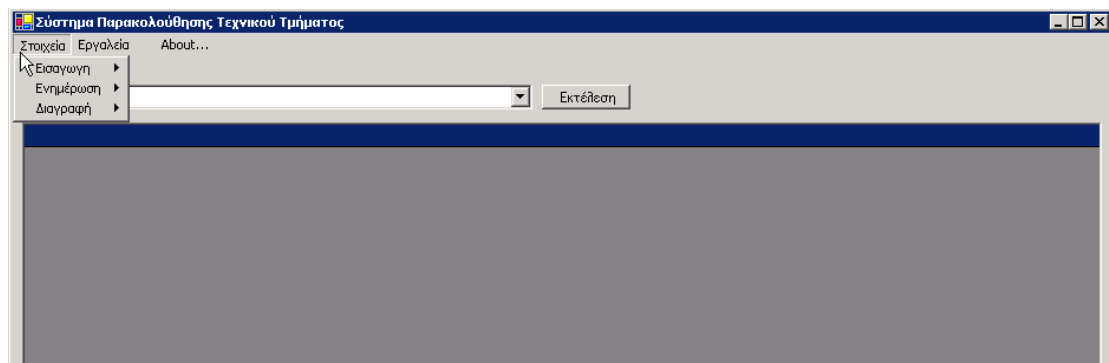 Σύστημα Παρακολούθησης Τεχνικού Τμήματος
Στοιχεία Εργαλεία About...
Εισαγωγη
Ενημέρωση
Διαγραφή
Εκτέλεση